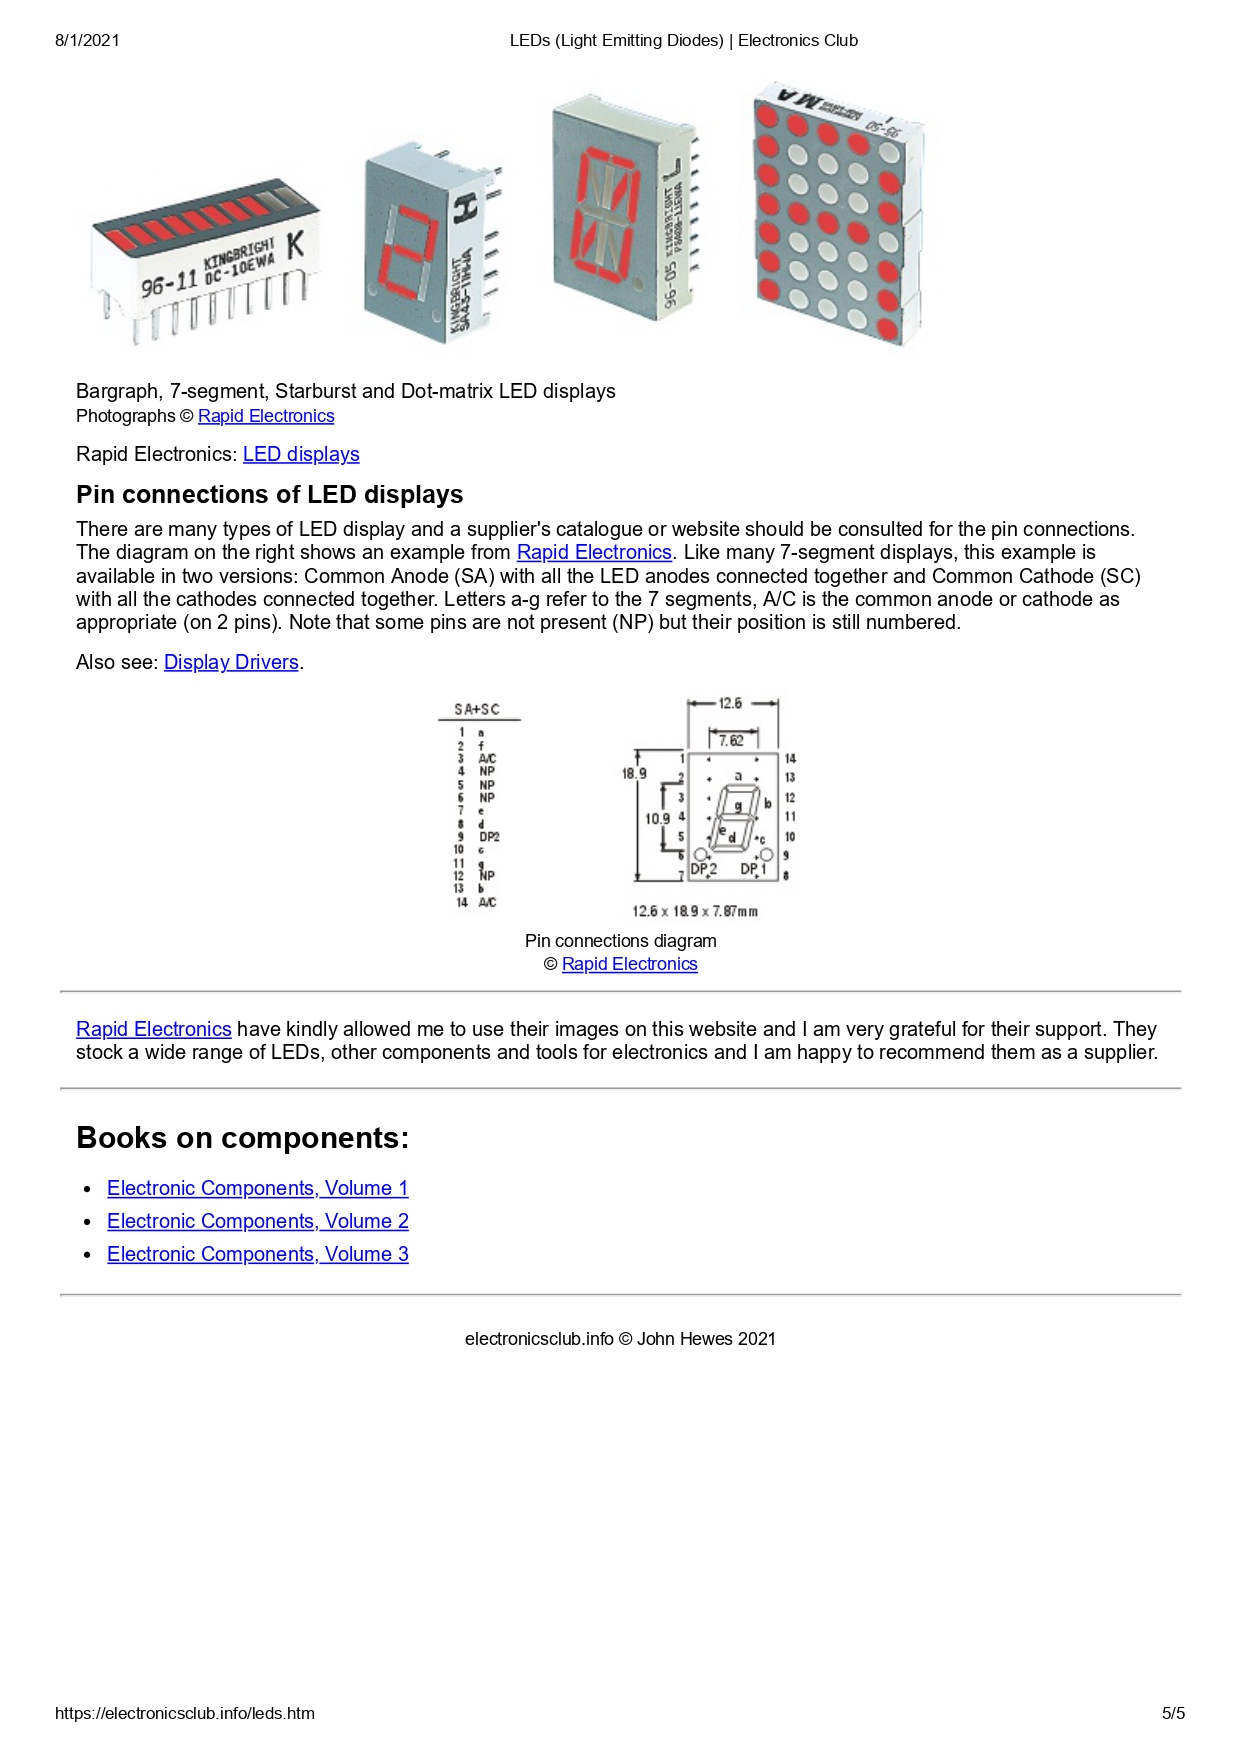 8/1/2021
LEDs (Light Emitting Diodes) | Electronics Club
96-11 KINGBRIGHT K
DC-10EWA
KINGBRIGHT
96-05 KINGBRIGHT L
MA
95-50
Bargraph, 7-segment, Starburst and Dot-matrix LED displays
Photographs © Rapid Electronics
Rapid Electronics: LED displays
Pin connections of LED displays
There are many types of LED display and a supplier's catalogue or website should be consulted for the pin connections.
The diagram on the right shows an example from Rapid Electronics. Like many 7-segment displays, this example is
available in two versions: Common Anode (SA) with all the LED anodes connected together and Common Cathode (SC)
with all the cathodes connected together. Letters a-g refer to the 7 segments, A/C is the common anode or cathode as
appropriate (on 2 pins). Note that some pins are not present (NP) but their position is still numbered.
Also see: Display Drivers.
SA+SC
1 a
2 f
3 A/C
4 NP
5 NP
6 NP
7 e
8 d
9 DP2
10 c
11 g
12 NP
13 b
14 A/C
12.6
7.62
18.9
10.9
1 14
2 a 13
3 g b 12
4 11
5 e d c 10
6 9
DP2 DP1
7 8
12.6 x 18.9 x 7.87mm
Pin connections diagram
© Rapid Electronics
Rapid Electronics have kindly allowed me to use their images on this website and I am very grateful for their support. They
stock a wide range of LEDs, other components and tools for electronics and I am happy to recommend them as a supplier.
Books on components:
• Electronic Components, Volume 1
• Electronic Components, Volume 2
• Electronic Components, Volume 3
electronicsclub.info © John Hewes 2021
https://electronicsclub.info/leds.htm
5/5